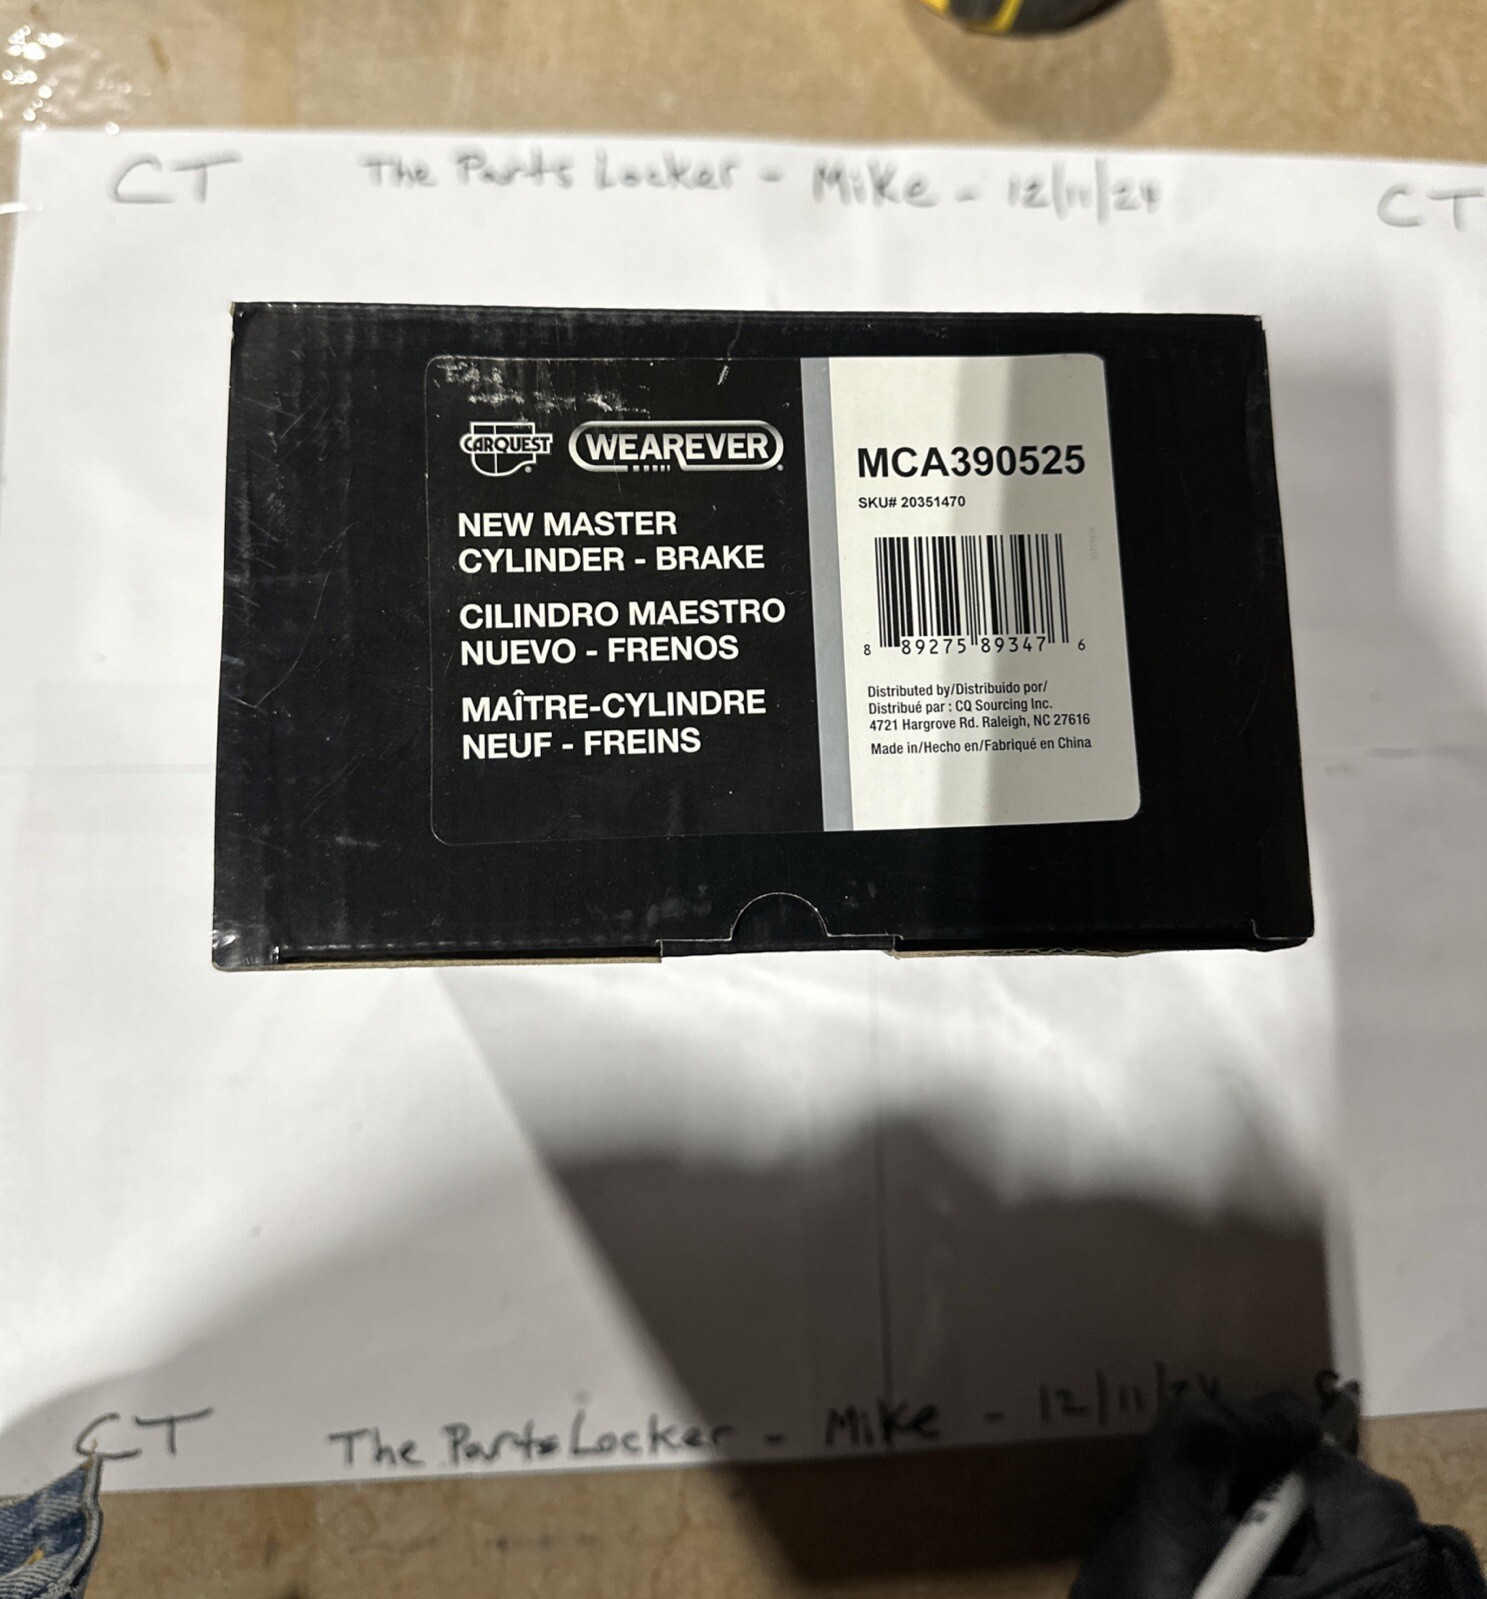 CT The Parts Locker - Mike - 12/11/24 CT
CARQUEST WEAREVER
NEW MASTER
CYLINDER - BRAKE
CILINDRO MAESTRO
NUEVO - FRENOS
MAÎTRE-CYLINDRE
NEUF - FREINS
MCA390525
SKU# 20351470
8 89275 89347 6
Distributed by/Distribuido por/
Distribué par : CQ Sourcing Inc.
4721 Hargrove Rd. Raleigh, NC 27616
Made in/Hecho en/Fabriqué en China
CT The Parts Locker - Mike - 12/11/24